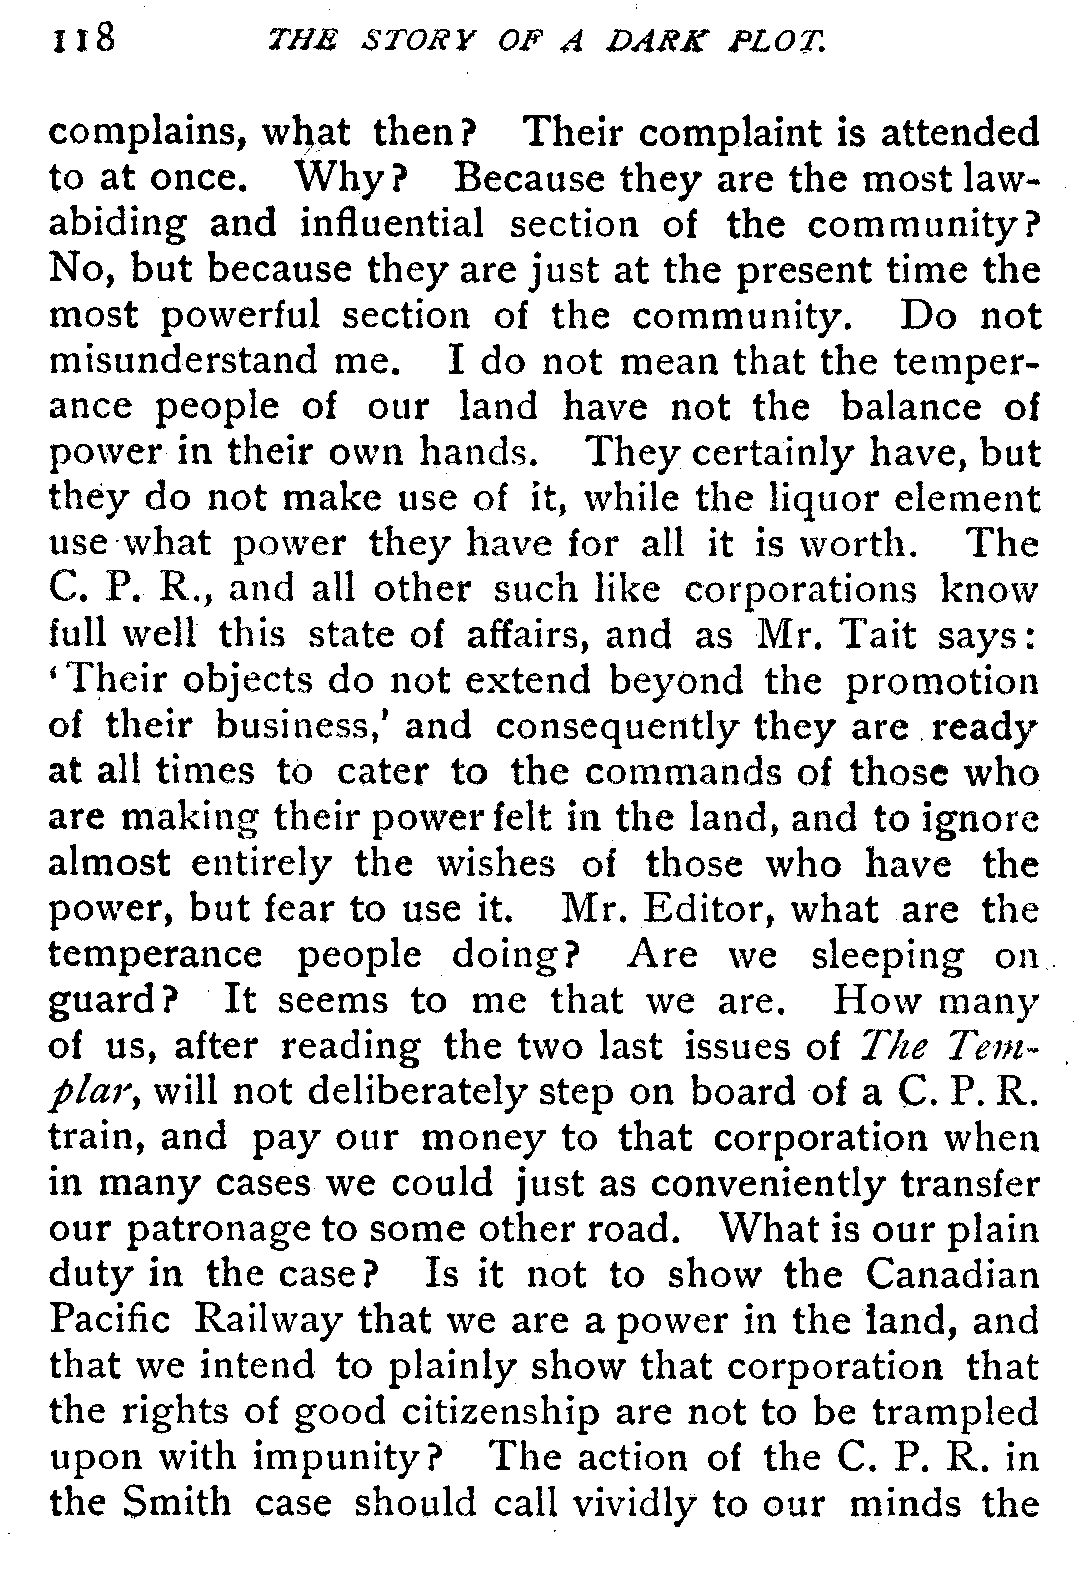 118 THE STORY OF A DARK PLOT.
complains, what then? Their complaint is attended
to at once. Why? Because they are the most law-
abiding and influential section of the community?
No, but because they are just at the present time the
most powerful section of the community. Do not
misunderstand me. I do not mean that the temper-
ance people of our land have not the balance of
power in their own hands. They certainly have, but
they do not make use of it, while the liquor element
use what power they have for all it is worth. The
C. P. R., and all other such like corporations know
full well this state of affairs, and as Mr. Tait says:
'Their objects do not extend beyond the promotion
of their business,' and consequently they are ready
at all times to cater to the commands of those who
are making their power felt in the land, and to ignore
almost entirely the wishes of those who have the
power, but fear to use it. Mr. Editor, what are the
temperance people doing? Are we sleeping on
guard? It seems to me that we are. How many
of us, after reading the two last issues of The Tem-
plar, will not deliberately step on board of a C. P. R.
train, and pay our money to that corporation when
in many cases we could just as conveniently transfer
our patronage to some other road. What is our plain
duty in the case? Is it not to show the Canadian
Pacific Railway that we are a power in the land, and
that we intend to plainly show that corporation that
the rights of good citizenship are not to be trampled
upon with impunity? The action of the C. P. R. in
the Smith case should call vividly to our minds the